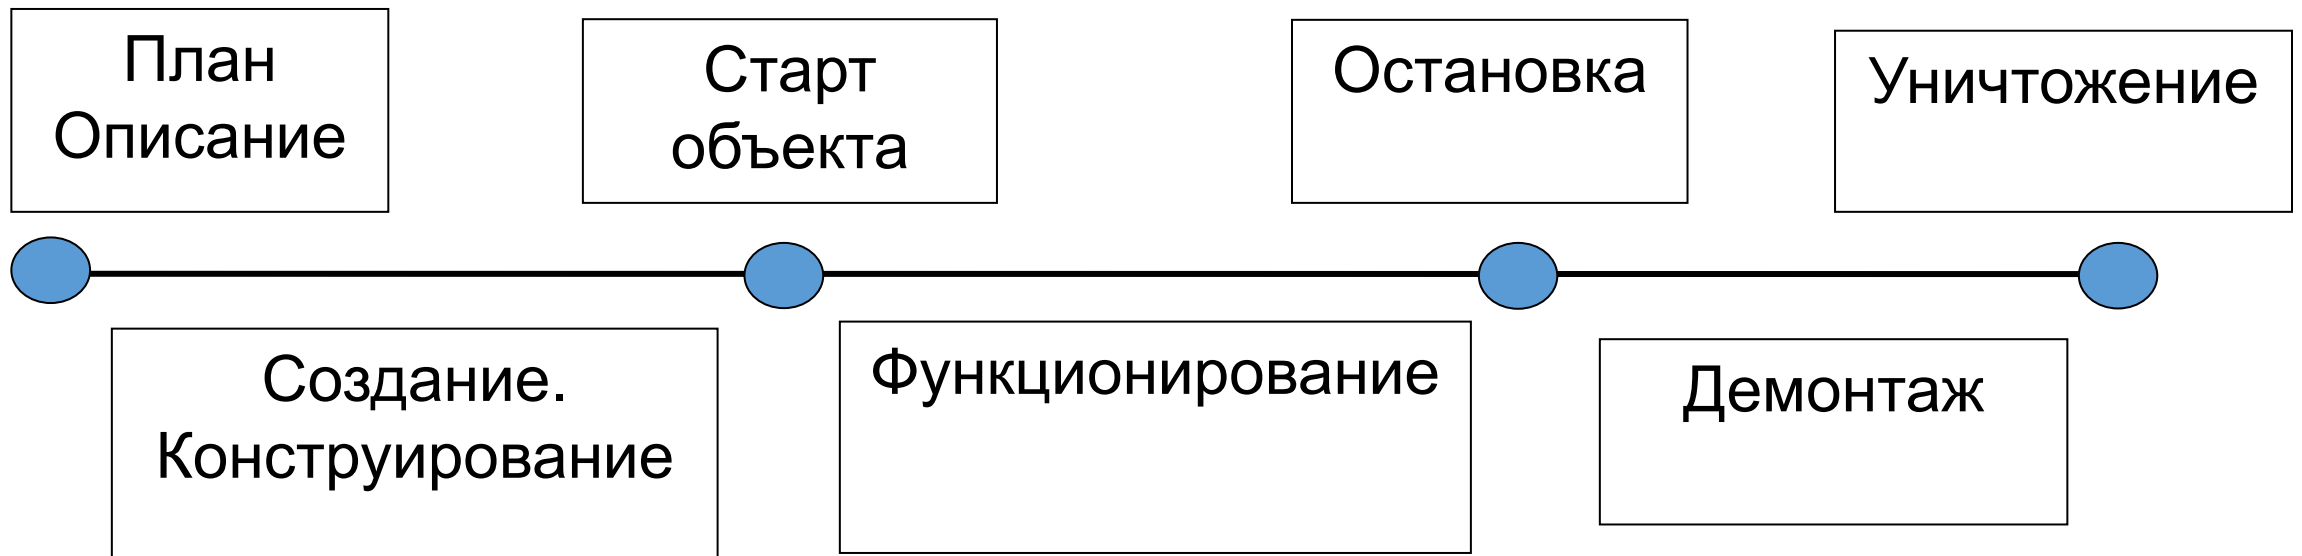 План
Описание
Старт
объекта
Остановка
Уничтожение
Создание.
Конструирование
Функционирование
Демонтаж